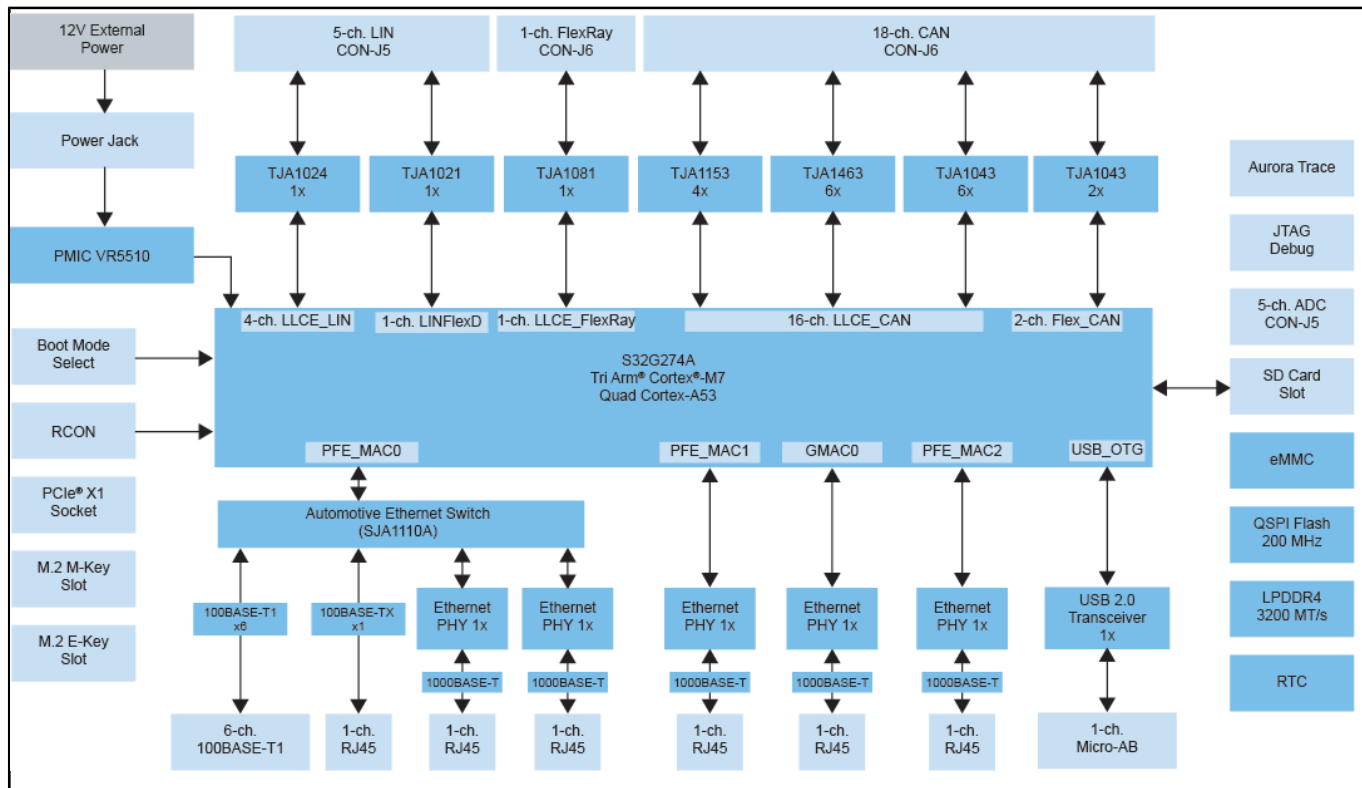 12V External
Power
5-ch. LIN
CON-J5
1-ch. FlexRay
CON-J6
18-ch. CAN
CON-J6
Power Jack
TJA1024
1x
TJA1021
1x
TJA1081
1x
TJA1153
4x
TJA1463
6x
TJA1043
6x
TJA1043
2x
Aurora Trace
PMIC VR5510
JTAG
Debug
4-ch. LLCE_LIN
1-ch. LINFlexD
1-ch. LLCE_FlexRay
16-ch. LLCE_CAN
2-ch. Flex_CAN
5-ch. ADC
CON-J5
Boot Mode
Select
S32G274A
Tri Arm® Cortex®-M7
Quad Cortex-A53
SD Card
Slot
RCON
PFE_MAC0
PFE_MAC1
GMAC0
PFE_MAC2
USB_OTG
eMMC
PCIe® X1
Socket
Automotive Ethernet Switch
(SJA1110A)
QSPI Flash
200 MHz
M.2 M-Key
Slot
100BASE-T1
x6
100BASE-TX
x1
Ethernet
PHY 1x
Ethernet
PHY 1x
Ethernet
PHY 1x
Ethernet
PHY 1x
Ethernet
PHY 1x
USB 2.0
Transceiver
1x
LPDDR4
3200 MT/s
M.2 E-Key
Slot
1000BASE-T
1000BASE-T
1000BASE-T
1000BASE-T
1000BASE-T
RTC
6-ch.
100BASE-T1
1-ch.
RJ45
1-ch.
RJ45
1-ch.
RJ45
1-ch.
RJ45
1-ch.
RJ45
1-ch.
RJ45
1-ch.
Micro-AB